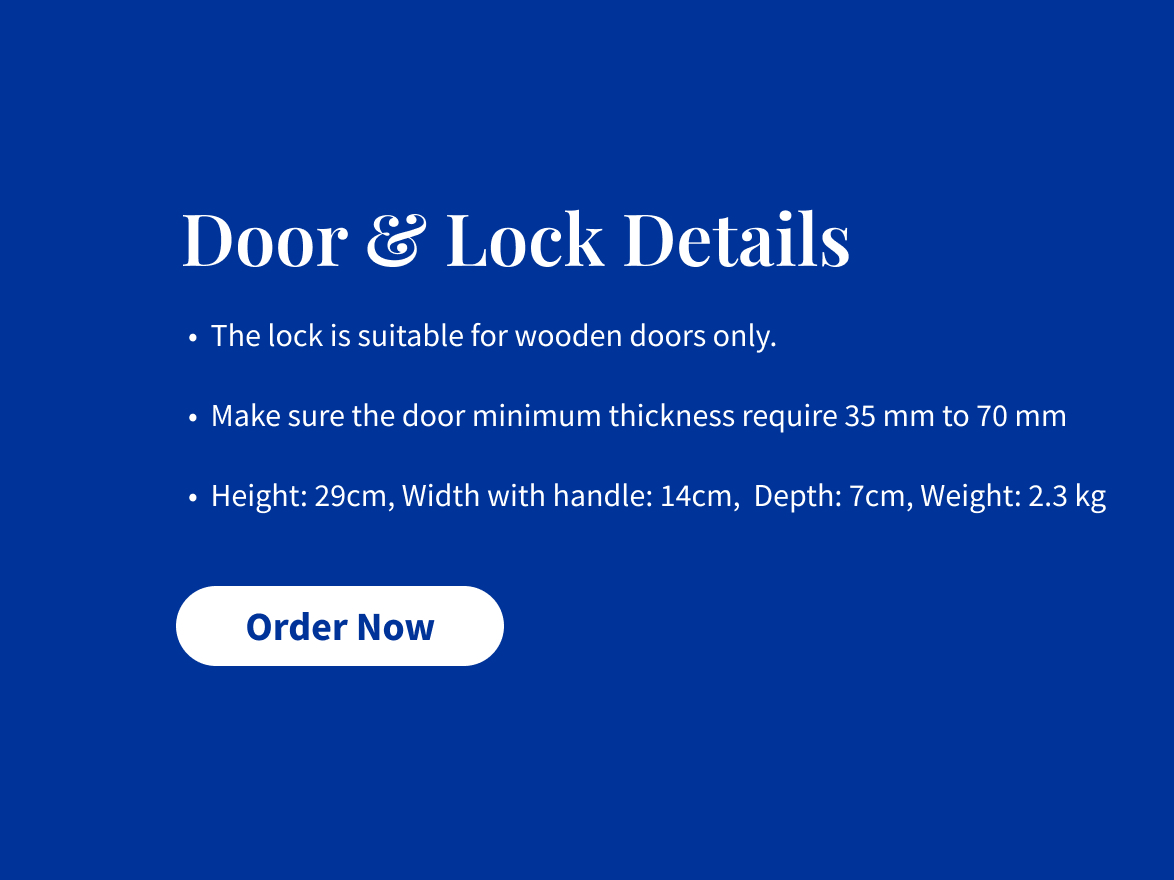 Door & Lock Details
• The lock is suitable for wooden doors only.
• Make sure the door minimum thickness require 35 mm to 70 mm
• Height: 29cm, Width with handle: 14cm,  Depth: 7cm, Weight: 2.3 kg
Order Now